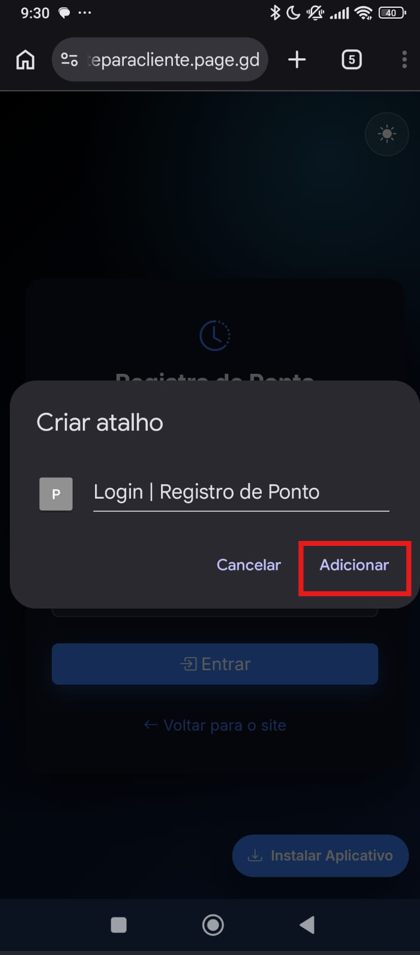 9:30
40
eparacliente.page.gd
5
Registro de Ponto
Criar atalho
P
Login | Registro de Ponto
Cancelar
Adicionar
Entrar
← Voltar para o site
Instalar Aplicativo